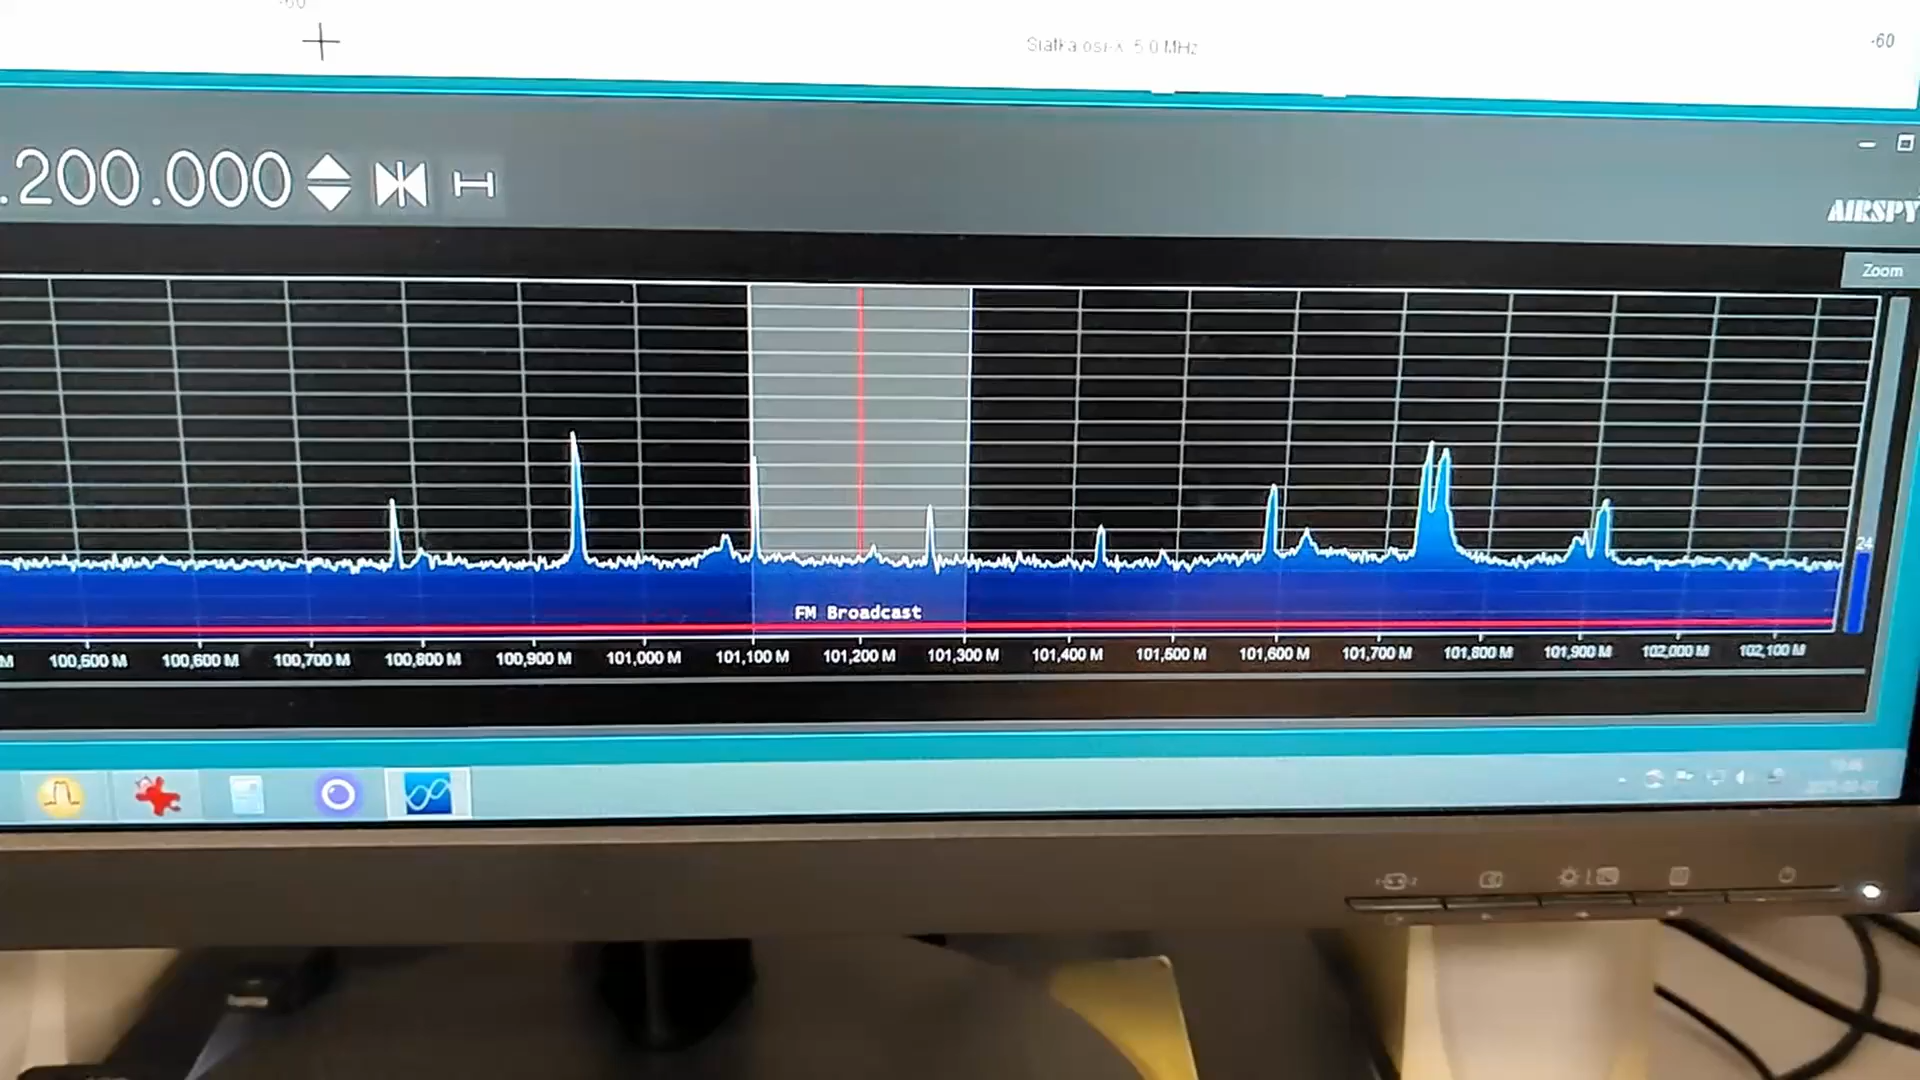 -60
Siatka osi-x 5.0 MHz
-60
.200.000
AIRSPY
Zoom
24
FM Broadcast
M 100,500 M 100,600 M 100,700 M 100,800 M 100,900 M 101,000 M 101,100 M 101,200 M 101,300 M 101,400 M 101,500 M 101,600 M 101,700 M 101,800 M 101,900 M 102,000 M 102,100 M